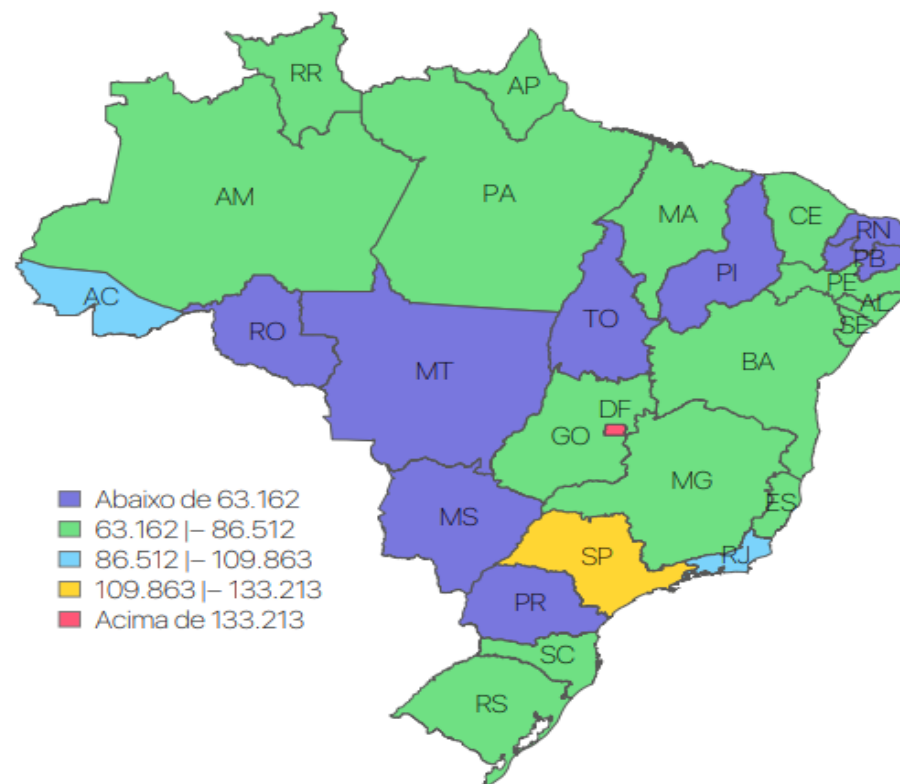 RR
AP
AM
PA
MA
CE
RN
PB
PI
PE
AL
SE
AC
TO
RO
BA
MT
DF
GO
MG
ES
MS
SP
RJ
PR
SC
RS
Abaixo de 63.162
63.162 |– 86.512
86.512 |– 109.863
109.863 |– 133.213
Acima de 133.213